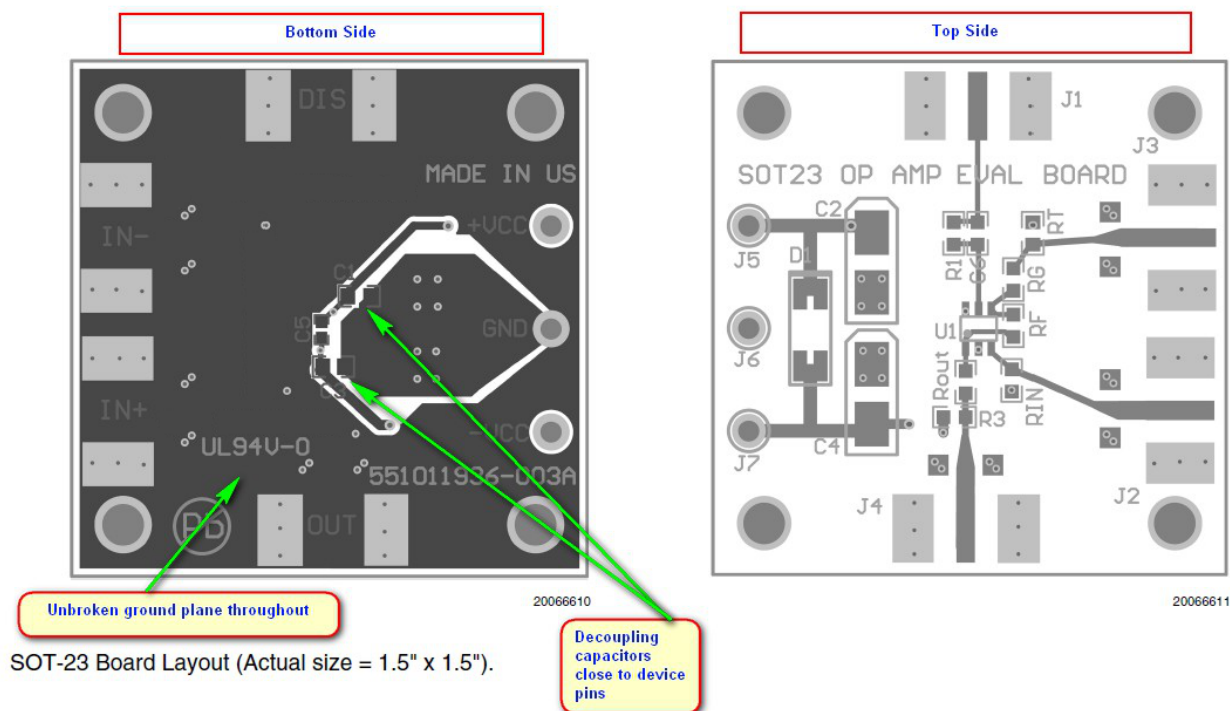 Bottom Side
Top Side
DIS
MADE IN US
IN-
+VCC
C1
C5
GND
C3
IN+
-VCC
UL94V-0
551011936-003A
OUT
J1
J3
SOT23 OP AMP EVAL BOARD
C2
RT
J5
D1
R1
C6
RG
U1
RF
J6
Rout
RIN
R3
J7
C4
J4
J2
20066610
20066611
Unbroken ground plane throughout
Decoupling
capacitors
close to device
pins
SOT-23 Board Layout (Actual size = 1.5" x 1.5").